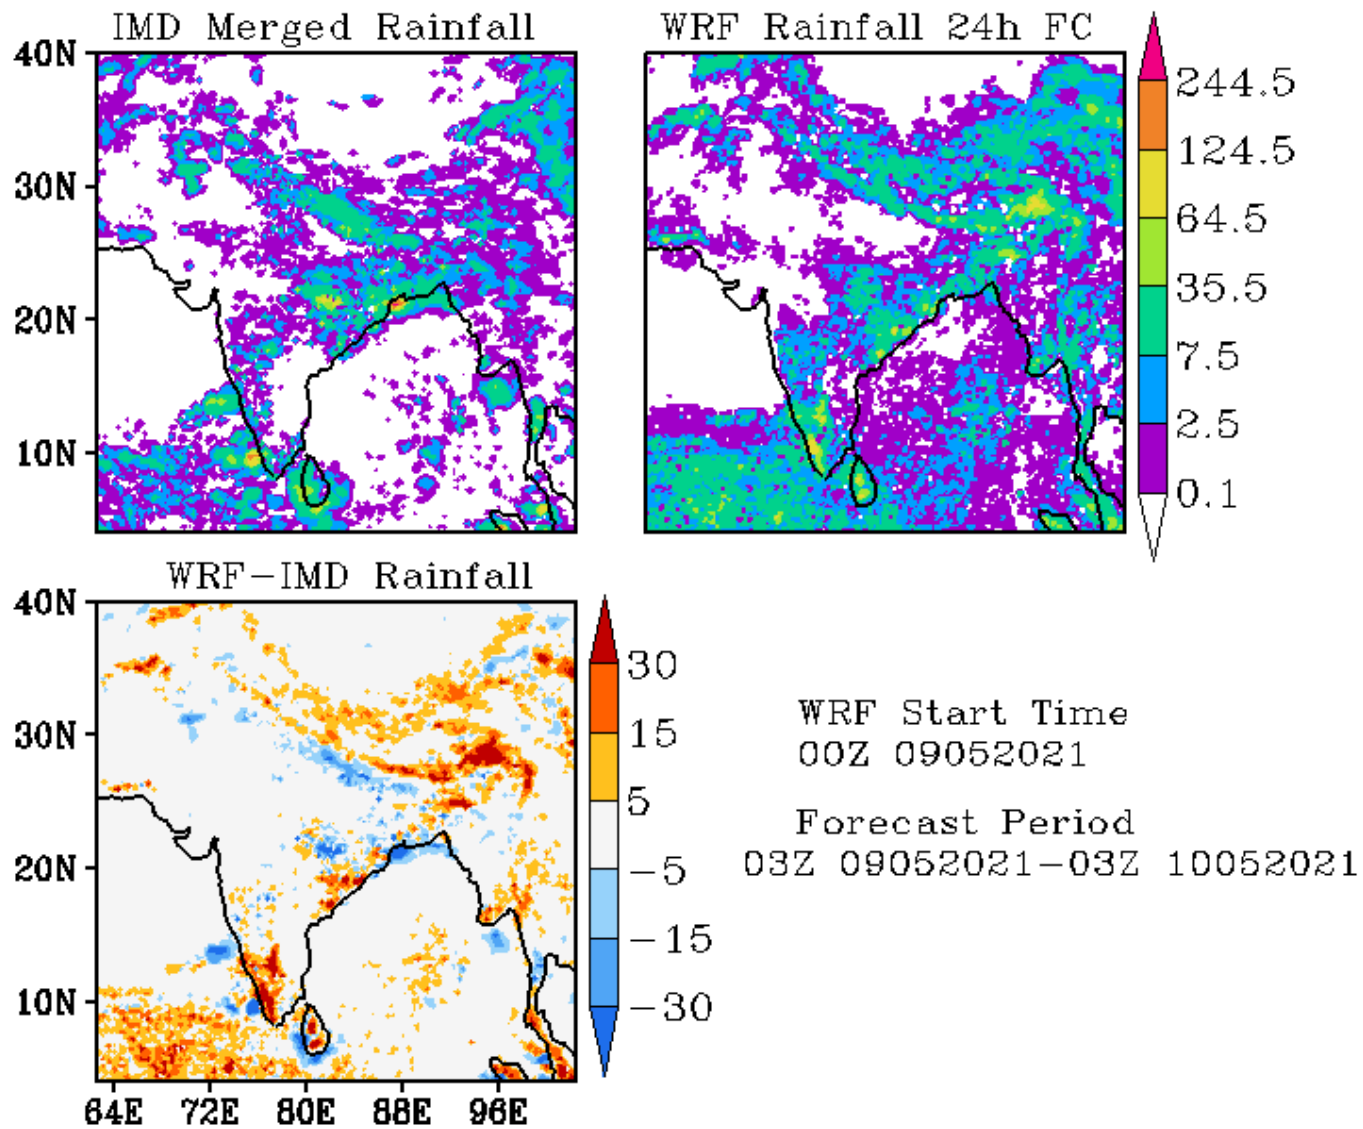 IMD Merged Rainfall
WRF Rainfall 24h FC
40N
30N
20N
10N
244.5
124.5
64.5
35.5
7.5
2.5
0.1
WRF-IMD Rainfall
40N
30N
20N
10N
64E 72E 80E 88E 96E
30
15
5
-5
-15
-30
WRF Start Time
00Z 09052021
Forecast Period
03Z 09052021-03Z 10052021